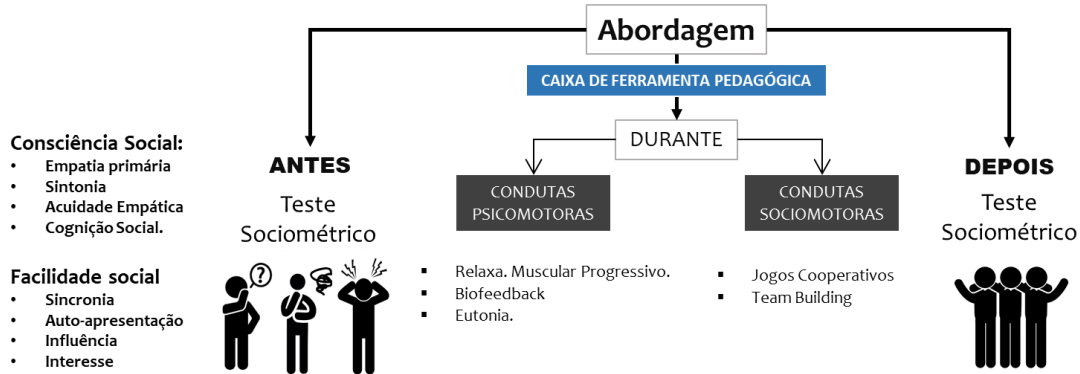 Abordagem
CAIXA DE FERRAMENTA PEDAGÓGICA
Consciência Social:
• Empatia primária
• Sintonia
• Acuidade Empática
• Cognição Social.
Facilidade social
• Sincronia
• Auto-apresentação
• Influência
• Interesse
ANTES
Teste
Sociométrico
?
DURANTE
CONDUTAS
PSICOMOTORAS
▪ Relaxa. Muscular Progressivo.
▪ Biofeedback
▪ Eutonia.
CONDUTAS
SOCIOMOTORAS
▪ Jogos Cooperativos
▪ Team Building
DEPOIS
Teste
Sociométrico